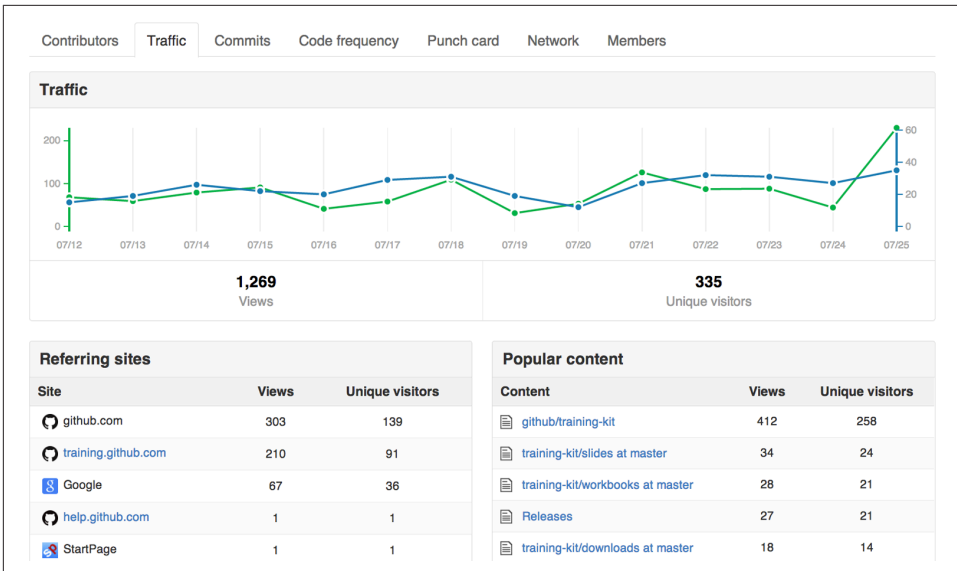 Contributors Traffic Commits Code frequency Punch card Network Members
Traffic
200
100
0
60
40
20
0
07/12 07/13 07/14 07/15 07/16 07/17 07/18 07/19 07/20 07/21 07/22 07/23 07/24 07/25
1,269
Views
335
Unique visitors
Referring sites
Site Views Unique visitors
github.com 303 139
training.github.com 210 91
Google 67 36
help.github.com 1 1
StartPage 1 1
Popular content
Content Views Unique visitors
github/training-kit 412 258
training-kit/slides at master 34 24
training-kit/workbooks at master 28 21
Releases 27 21
training-kit/downloads at master 18 14